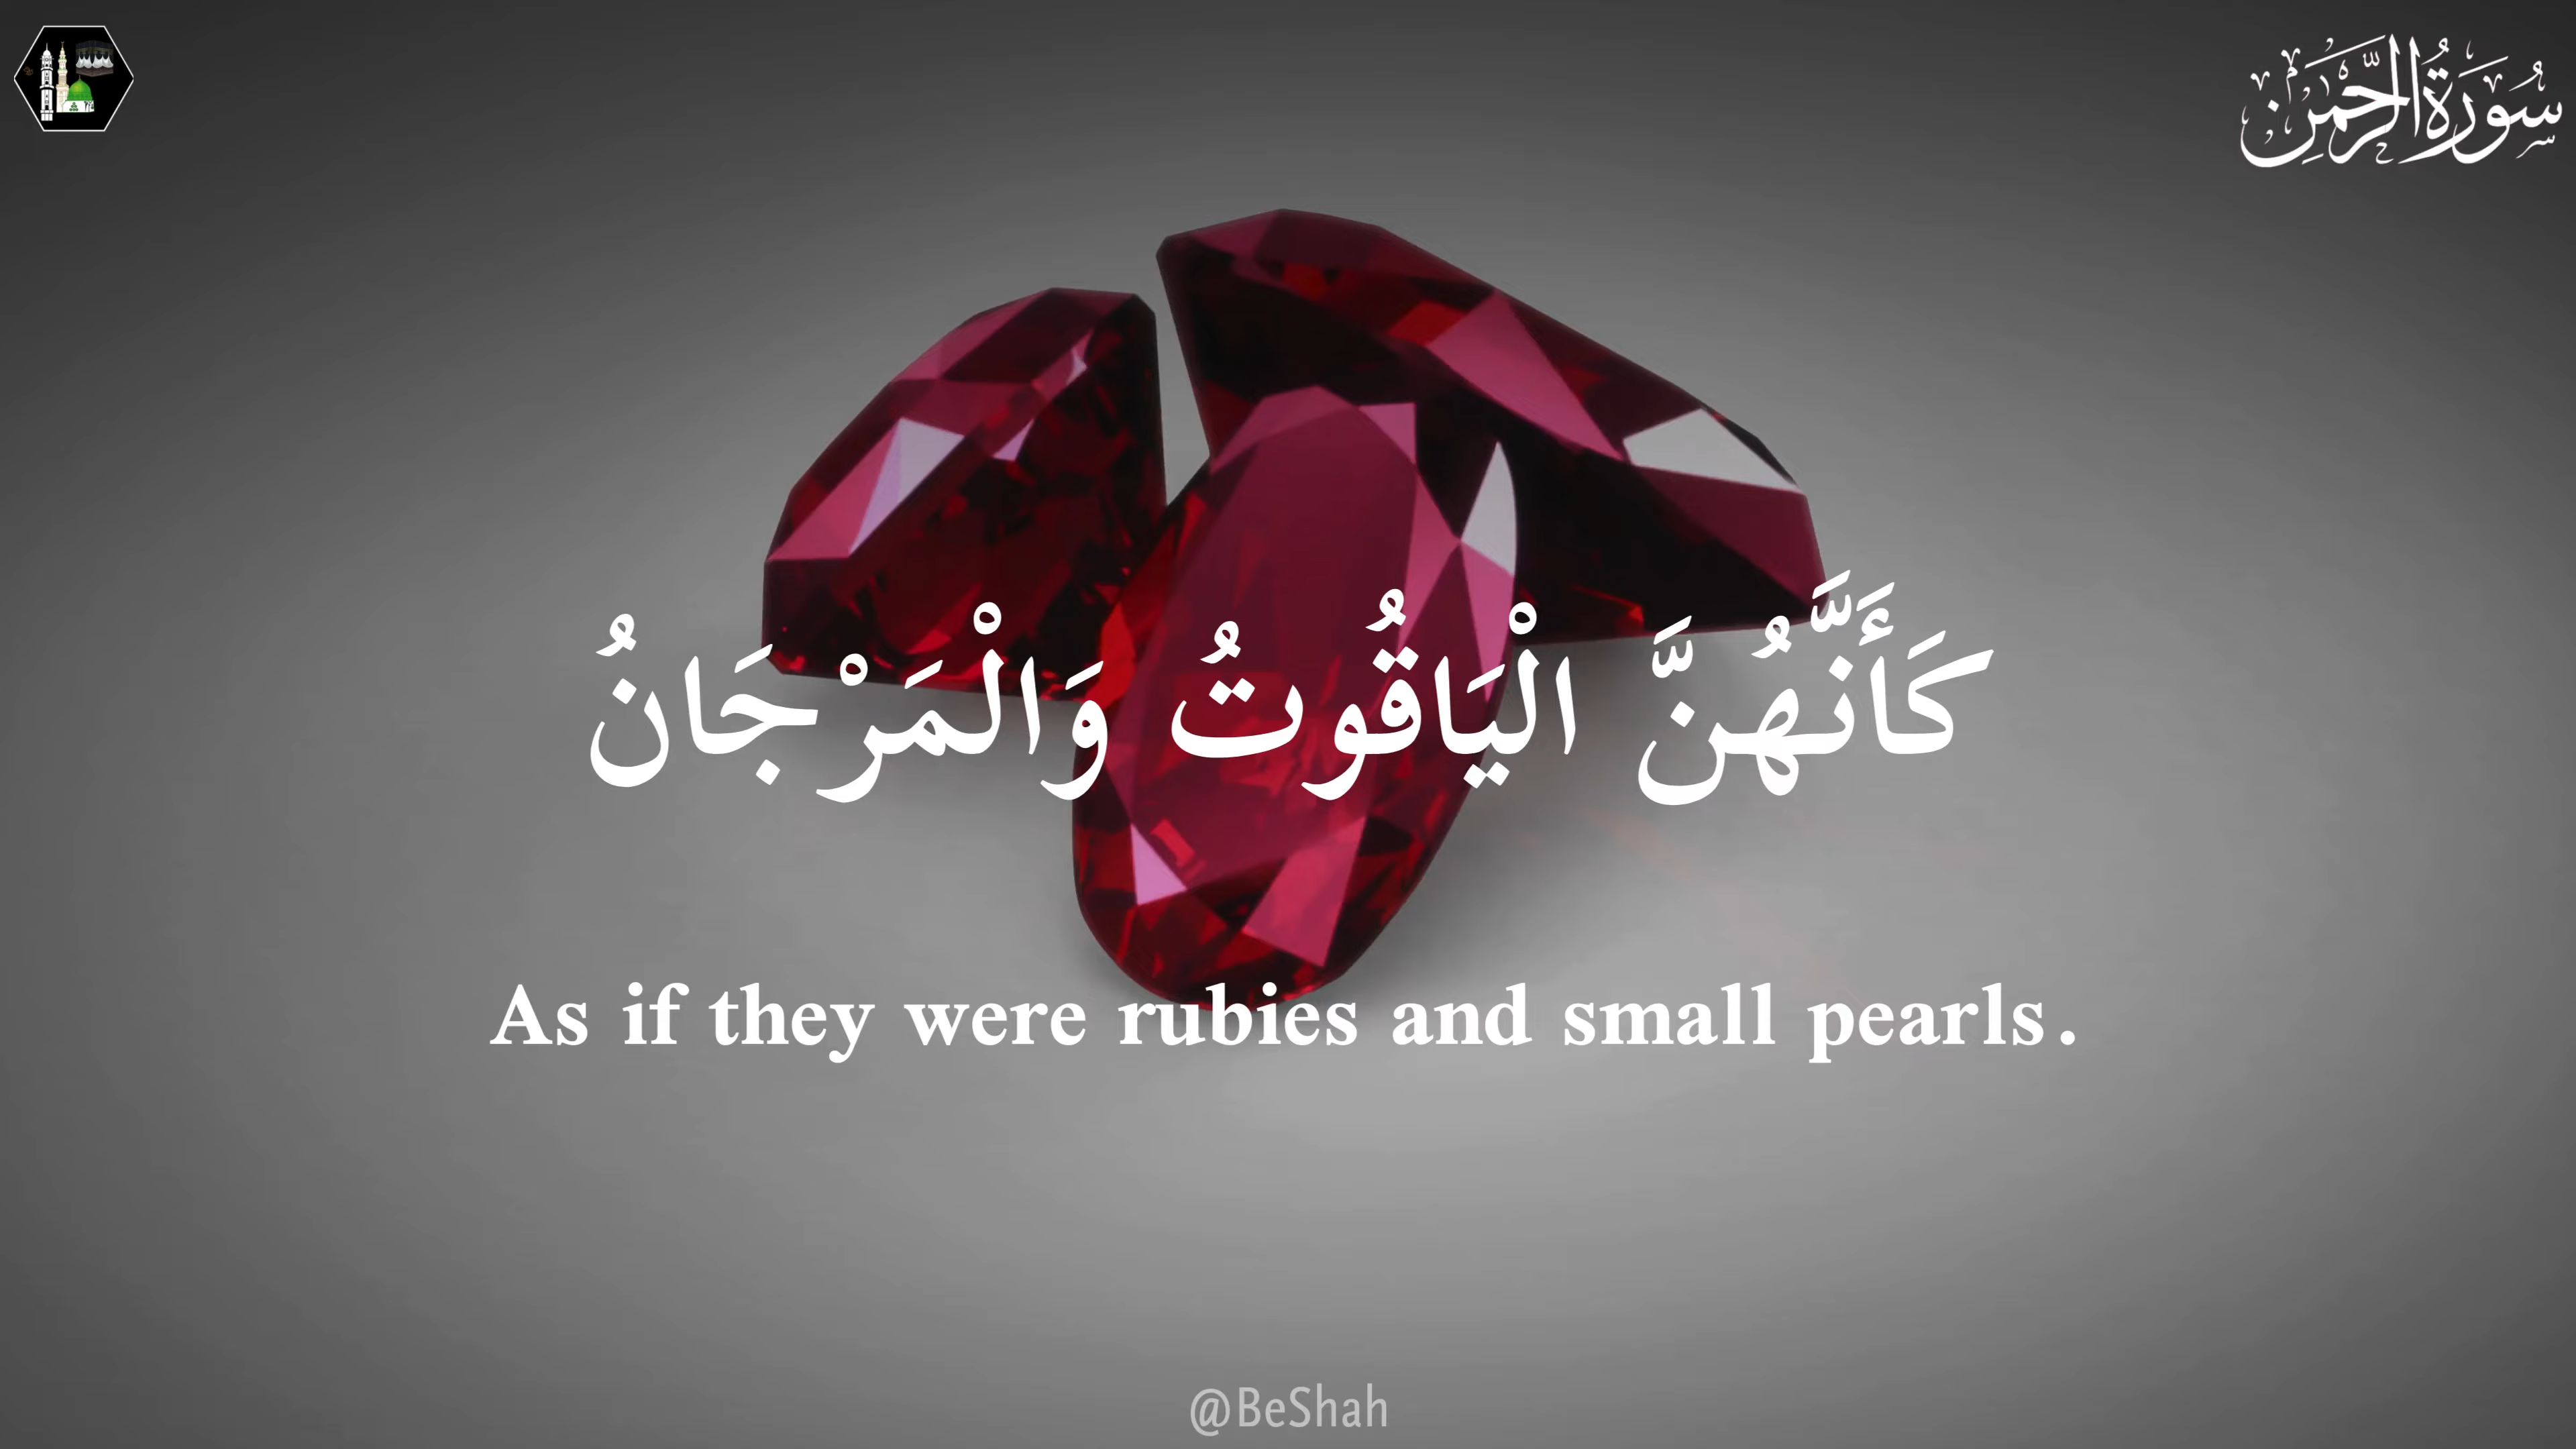 سُورَةُ الرَّحْمَٰن
كَأَنَّهُنَّ الْيَاقُوتُ وَالْمَرْجَانُ
As if they were rubies and small pearls.
@BeShah